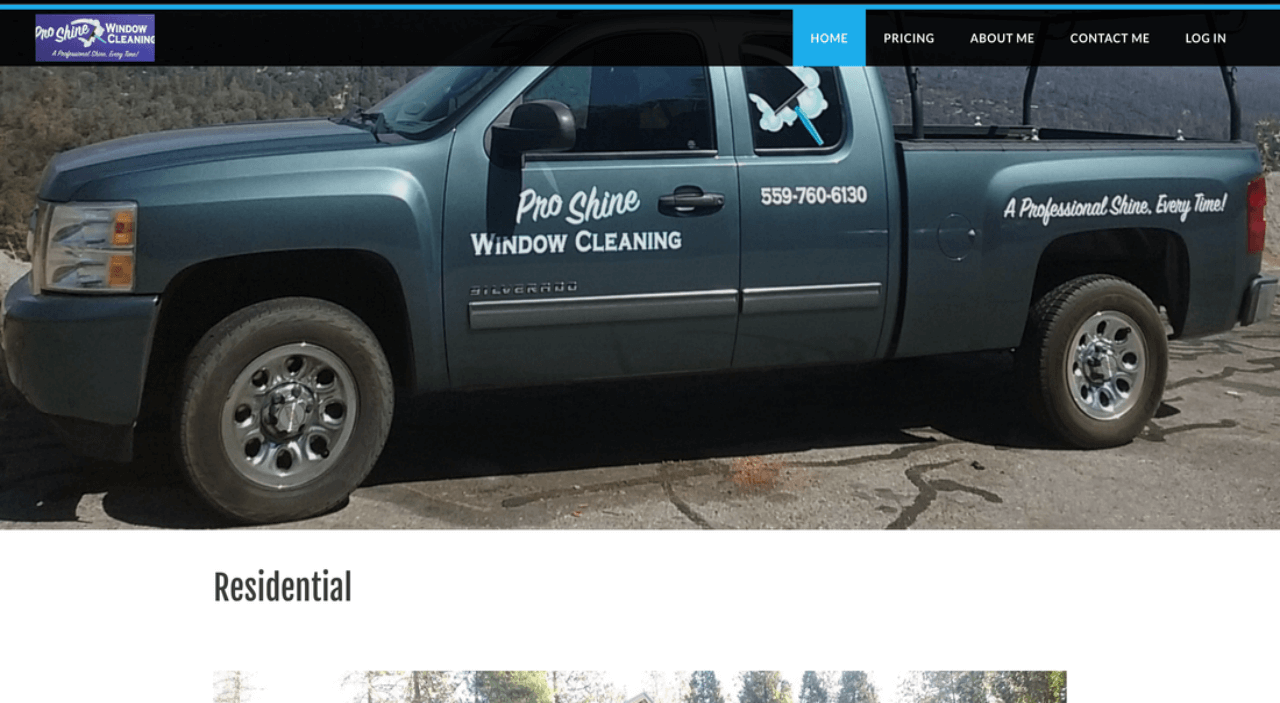 Pro Shine WINDOW CLEANING
A Professional Shine, Every Time!
HOME PRICING ABOUT ME CONTACT ME LOG IN
Pro Shine
WINDOW CLEANING
559-760-6130
A Professional Shine, Every Time!
SILVERADO
Residential